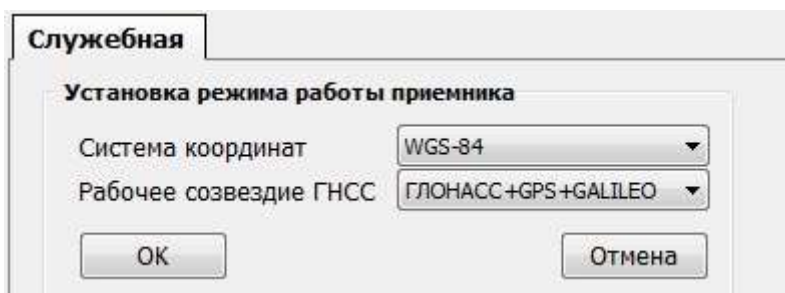 Служебная
Установка режима работы приемника
Система координат WGS-84
Рабочее созвездие ГНСС ГЛОНАСС+GPS+GALILEO
OK Отмена